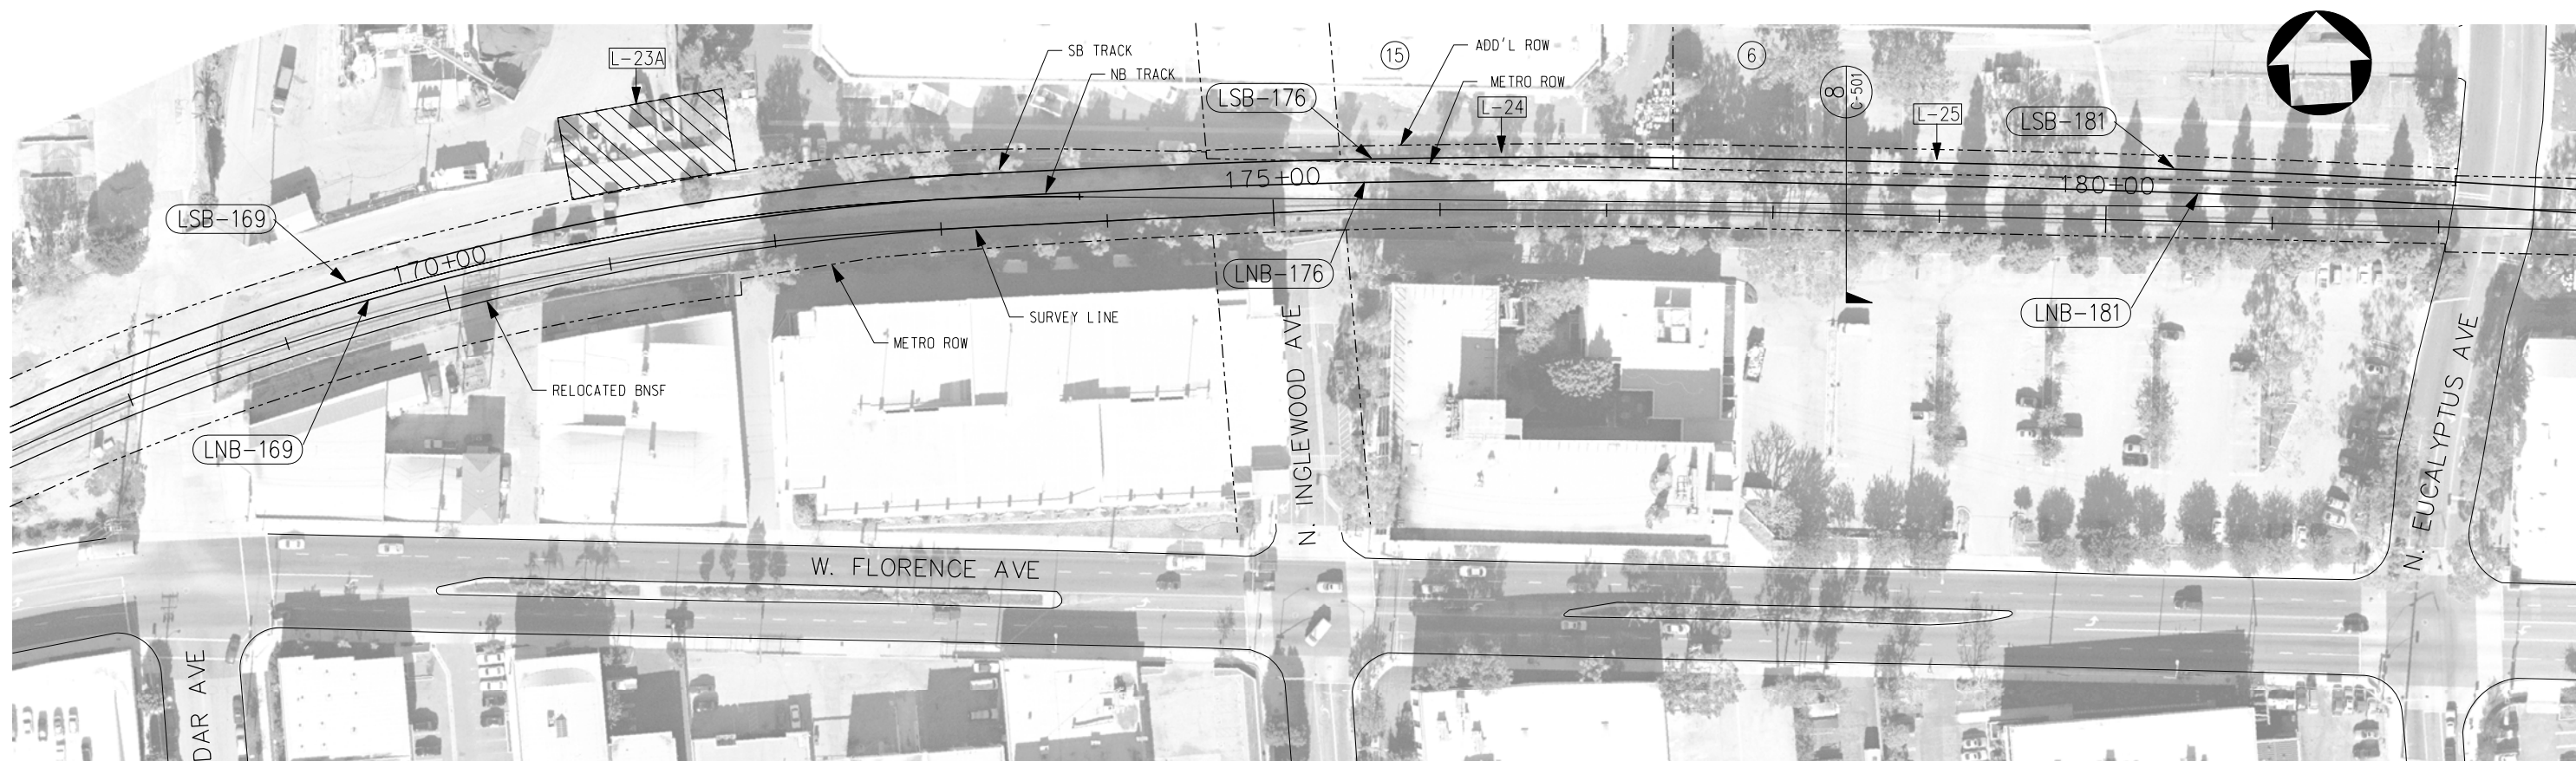 L-23A
SB TRACK
NB TRACK
15
ADD'L ROW
METRO ROW
6
LSB-176
L-24
8
C-501
L-25
LSB-181
175+00
180+00
LSB-169
170+00
LNB-176
LNB-181
SURVEY LINE
METRO ROW
RELOCATED BNSF
LNB-169
N. INGLEWOOD AVE
N. EUCALYPTUS AVE
W. FLORENCE AVE
DAR AVE